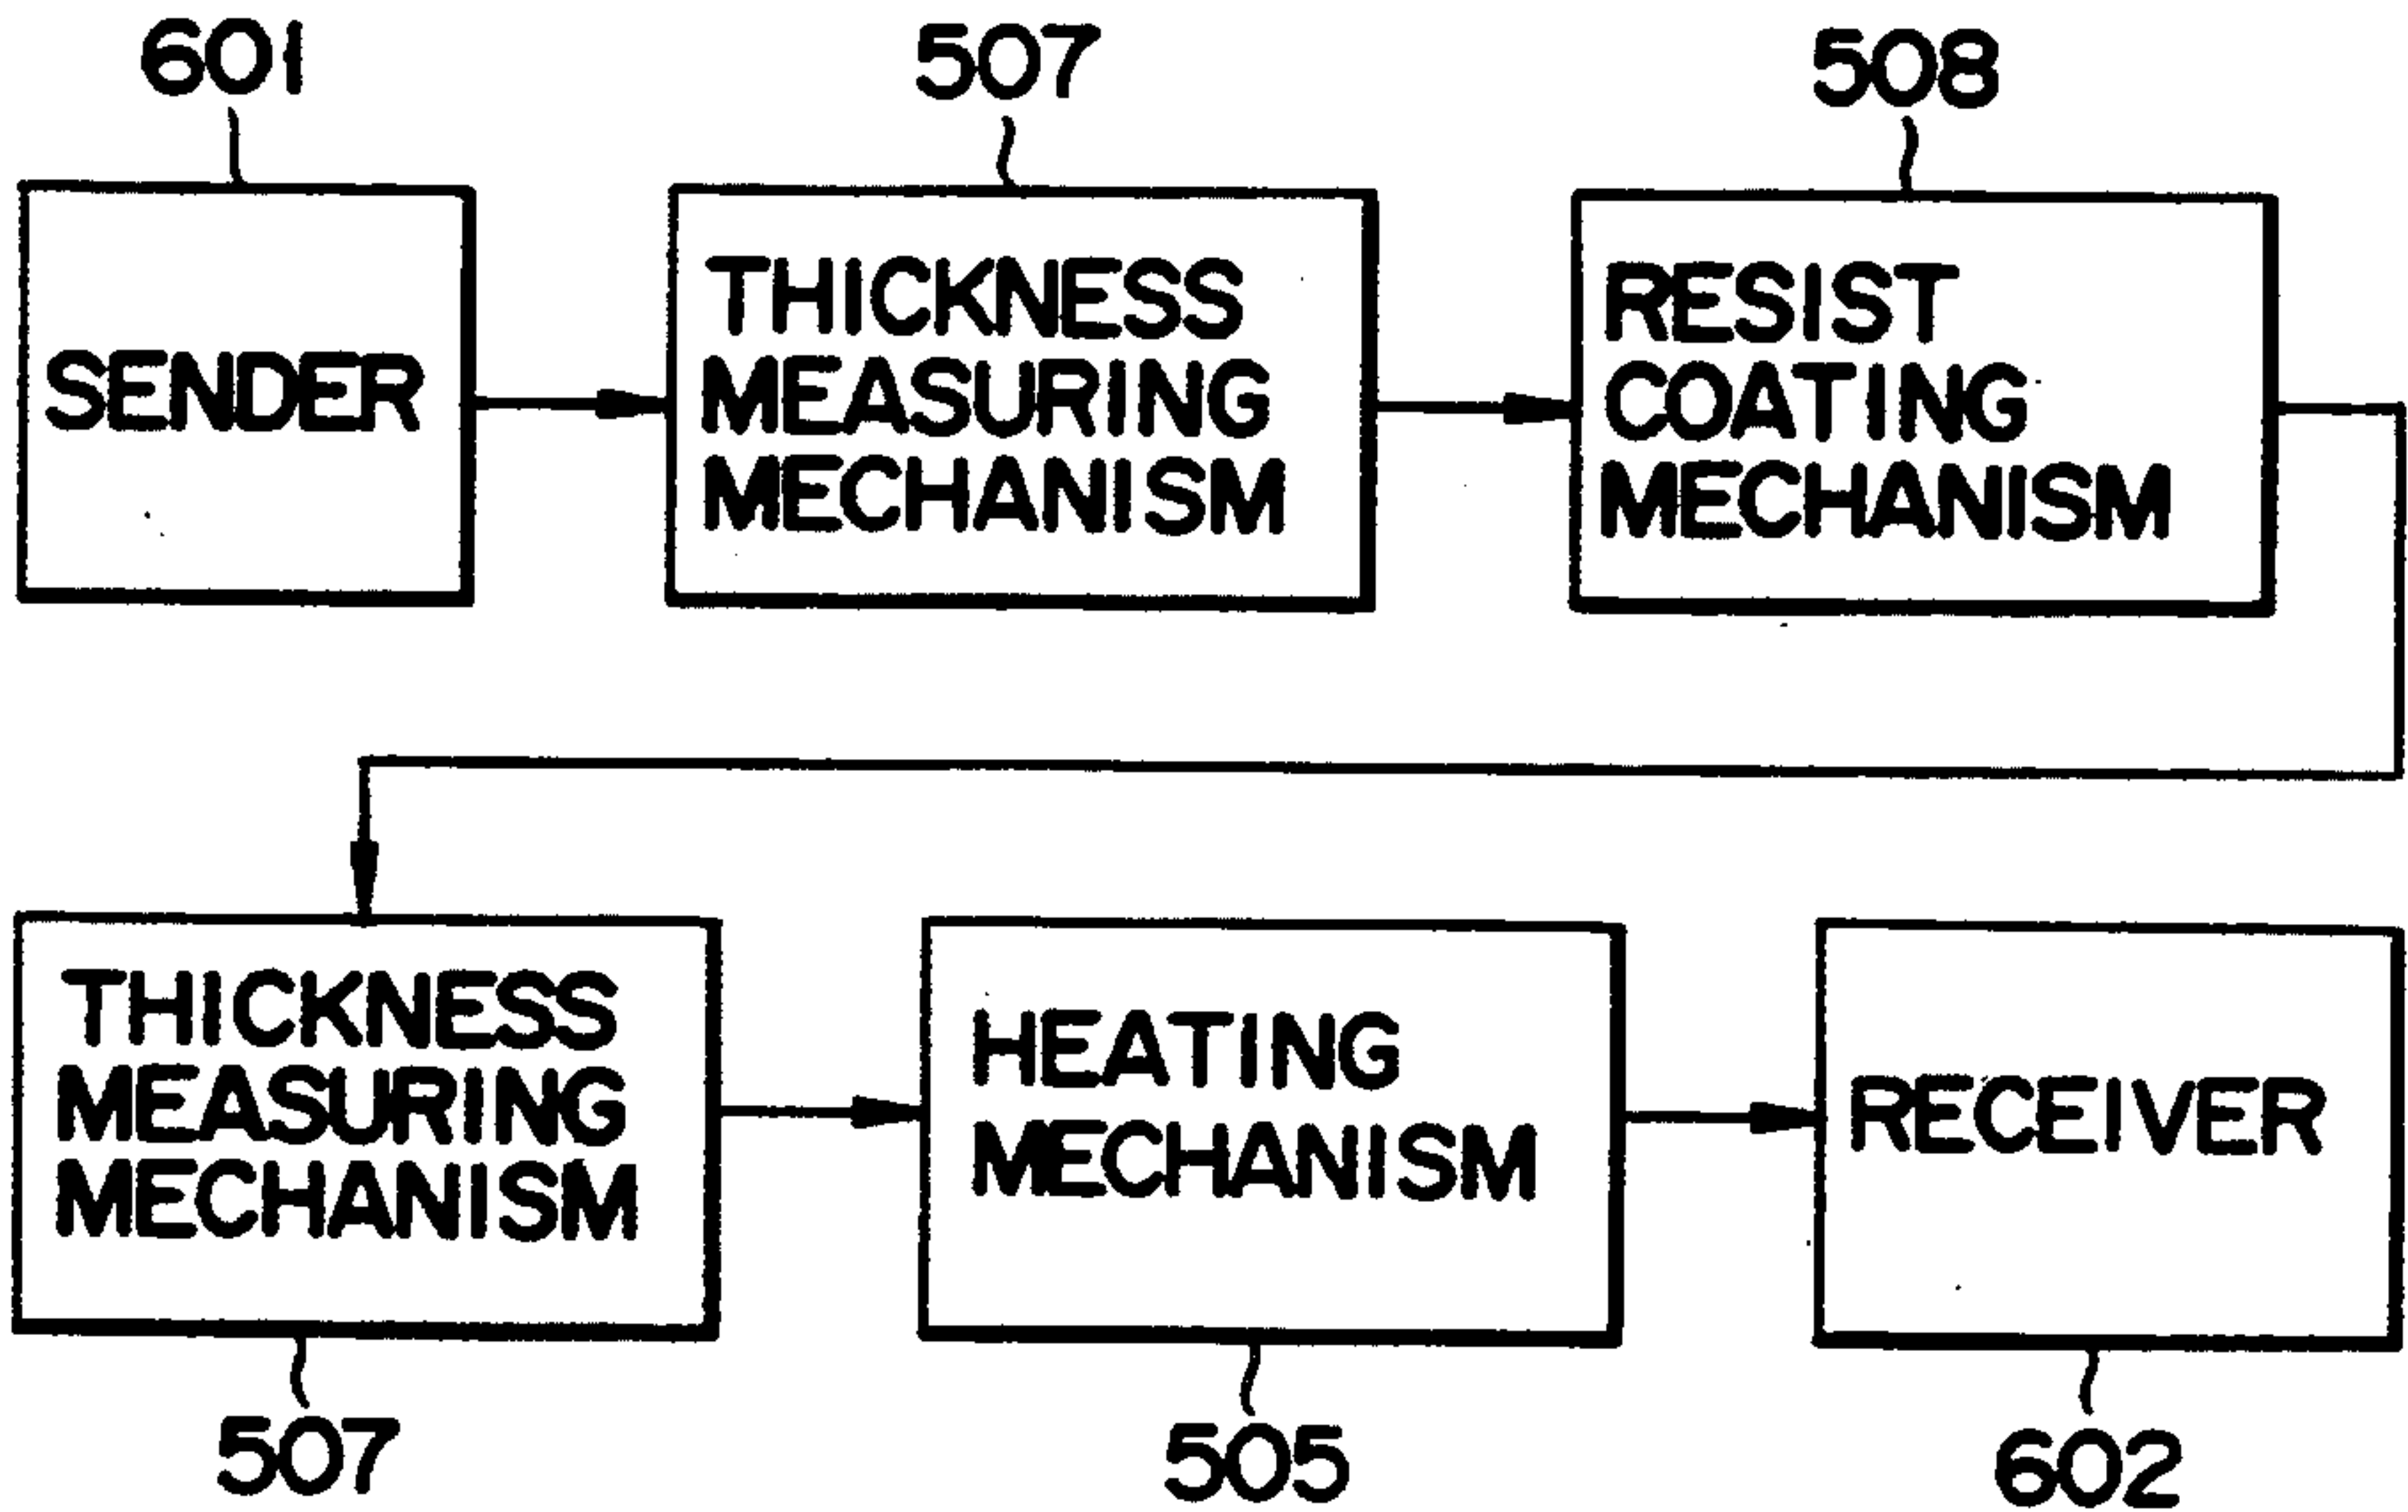 601
507
508
SENDER
THICKNESS
MEASURING
MECHANISM
RESIST
COATING
MECHANISM
THICKNESS
MEASURING
MECHANISM
HEATING
MECHANISM
RECEIVER
507
505
602